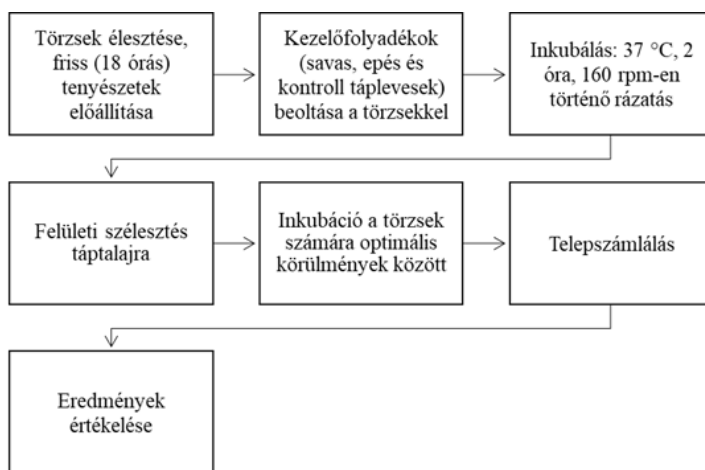 Törzsek élesztése,
friss (18 órás)
tenyészetek
előállítása
Kezelőfolyadékok
(savas, epés és
kontroll táplevesek)
beoltása a törzsekkel
Inkubálás: 37 °C, 2
óra, 160 rpm-en
történő rázatás
Felületi szélesztés
táptalajra
Inkubáció a törzsek
számára optimális
körülmények között
Telepszámlálás
Eredmények
értékelése